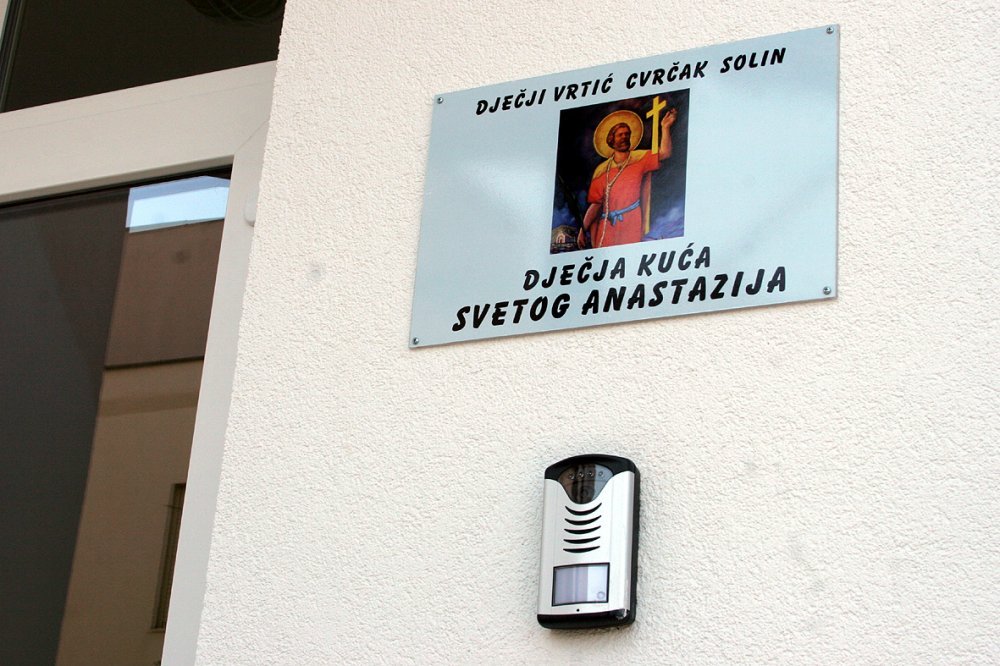 DJEČJI VRTIĆ CVRČAK SOLIN
DJEČJA KUĆA
SVETOG ANASTAZIJA